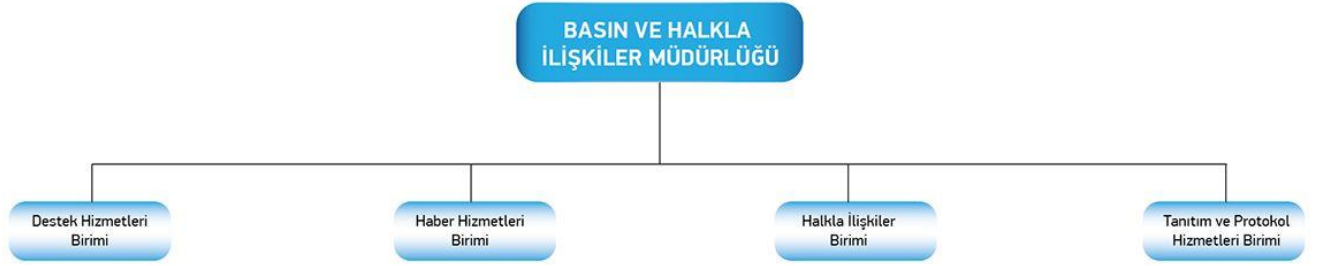 BASIN VE HALKLA
İLİŞKİLER MÜDÜRLÜĞÜ
Destek Hizmetleri
Birimi
Haber Hizmetleri
Birimi
Halkla İlişkiler
Birimi
Tanıtım ve Protokol
Hizmetleri Birimi